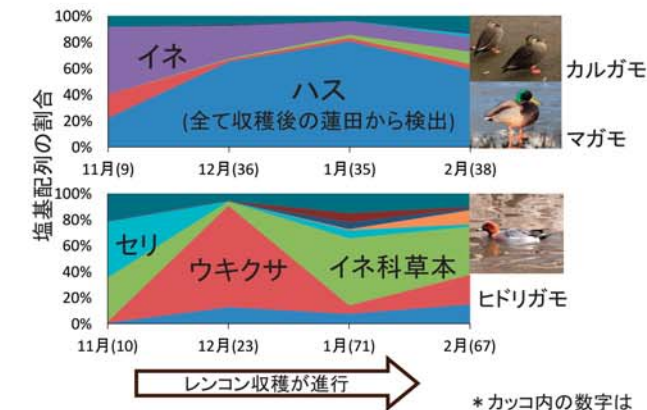 塩基配列の割合
100%
80%
60%
40%
20%
0%
イネ
ハス
(全て収穫後の蓮田から検出)
11月(9) 12月(36) 1月(35) 2月(38)
カルガモ
マガモ
100%
80%
60%
40%
20%
0%
セリ
ウキクサ
イネ科草本
11月(10) 12月(23) 1月(71) 2月(67)
ヒドリガモ
レンコン収穫が進行
*カッコ内の数字は